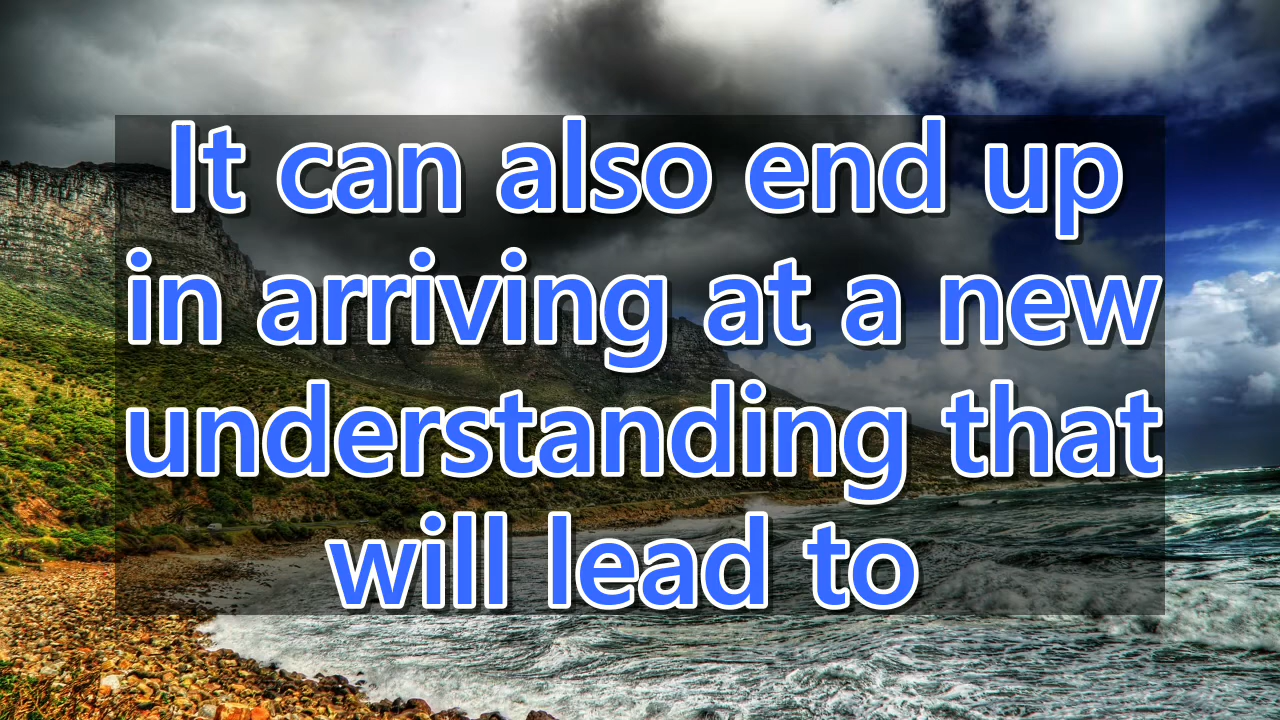 It can also end up
in arriving at a new
understanding that
will lead to